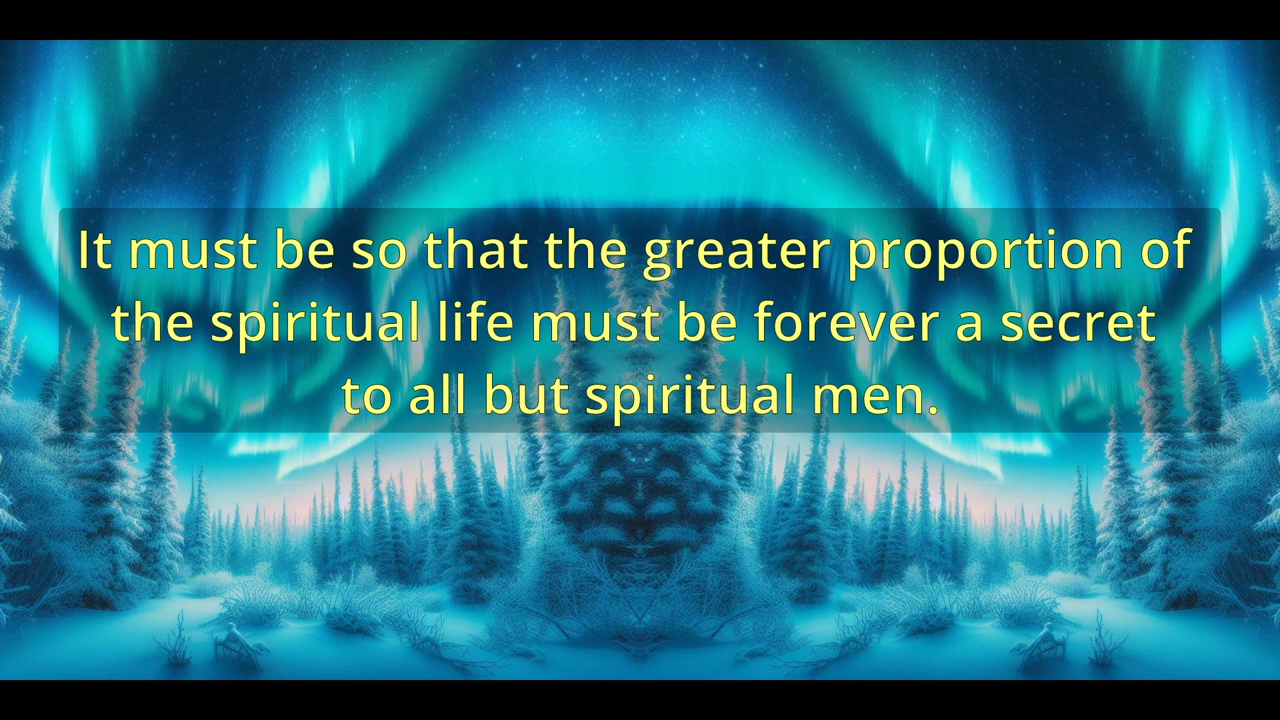 It must be so that the greater proportion of
the spiritual life must be forever a secret
to all but spiritual men.